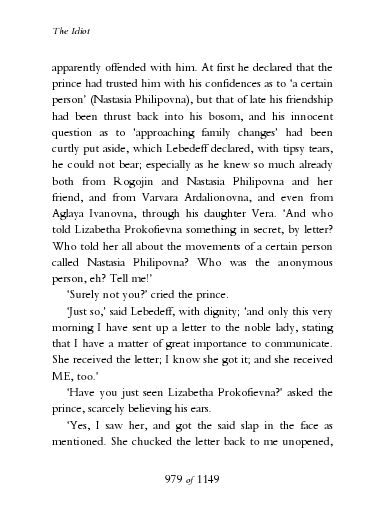 The Idiot
apparently offended with him. At first he declared that the
prince had trusted him with his confidences as to ‘a certain
person’ (Nastasia Philipovna), but that of late his friendship
had been thrust back into his bosom, and his innocent
question as to ‘approaching family changes’ had been
curtly put aside, which Lebedeff declared, with tipsy tears,
he could not bear; especially as he knew so much already
both from Rogojin and Nastasia Philipovna and her
friend, and from Varvara Ardalionovna, and even from
Aglaya Ivanovna, through his daughter Vera. ‘And who
told Lizabetha Prokofievna something in secret, by letter?
Who told her all about the movements of a certain person
called Nastasia Philipovna? Who was the anonymous
person, eh? Tell me!’
‘Surely not you?’ cried the prince.
‘Just so,’ said Lebedeff, with dignity; ‘and only this very
morning I have sent up a letter to the noble lady, stating
that I have a matter of great importance to communicate.
She received the letter; I know she got it; and she received
ME, too.’
‘Have you just seen Lizabetha Prokofievna?’ asked the
prince, scarcely believing his ears.
‘Yes, I saw her, and got the said slap in the face as
mentioned. She chucked the letter back to me unopened,
979 of 1149